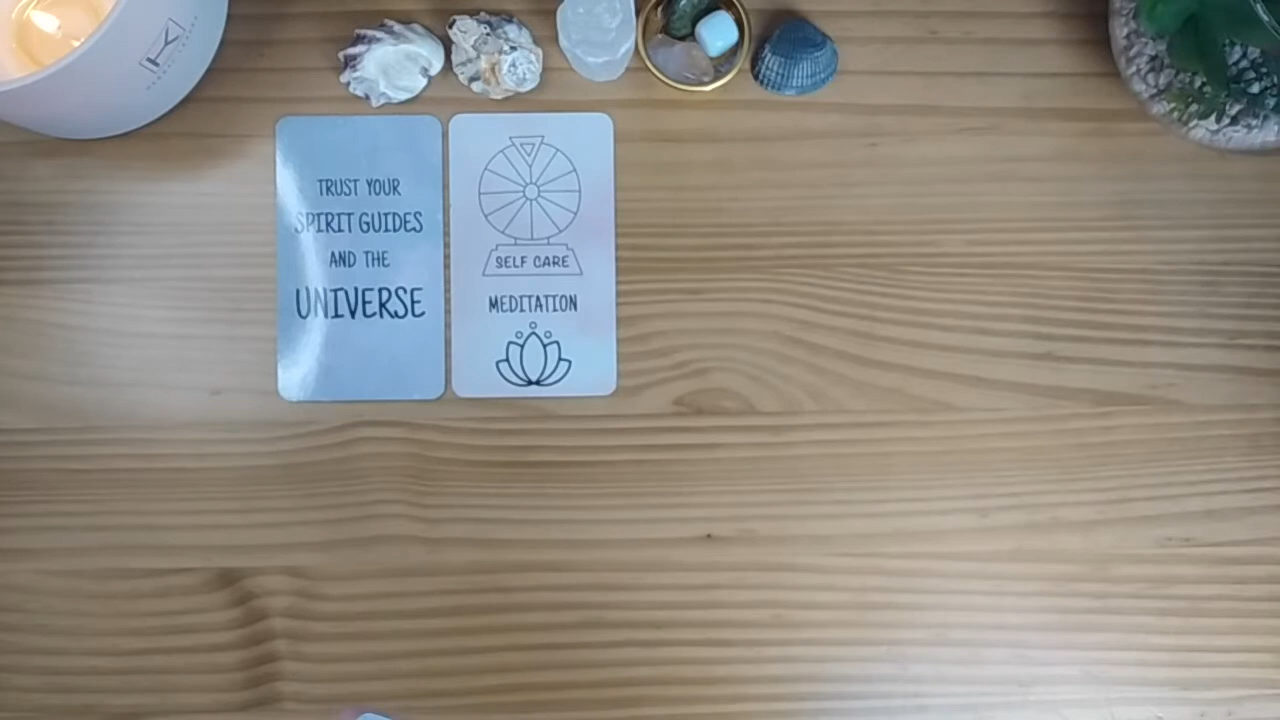 TRUST YOUR
SPIRIT GUIDES
AND THE
UNIVERSE
SELF CARE
MEDITATION